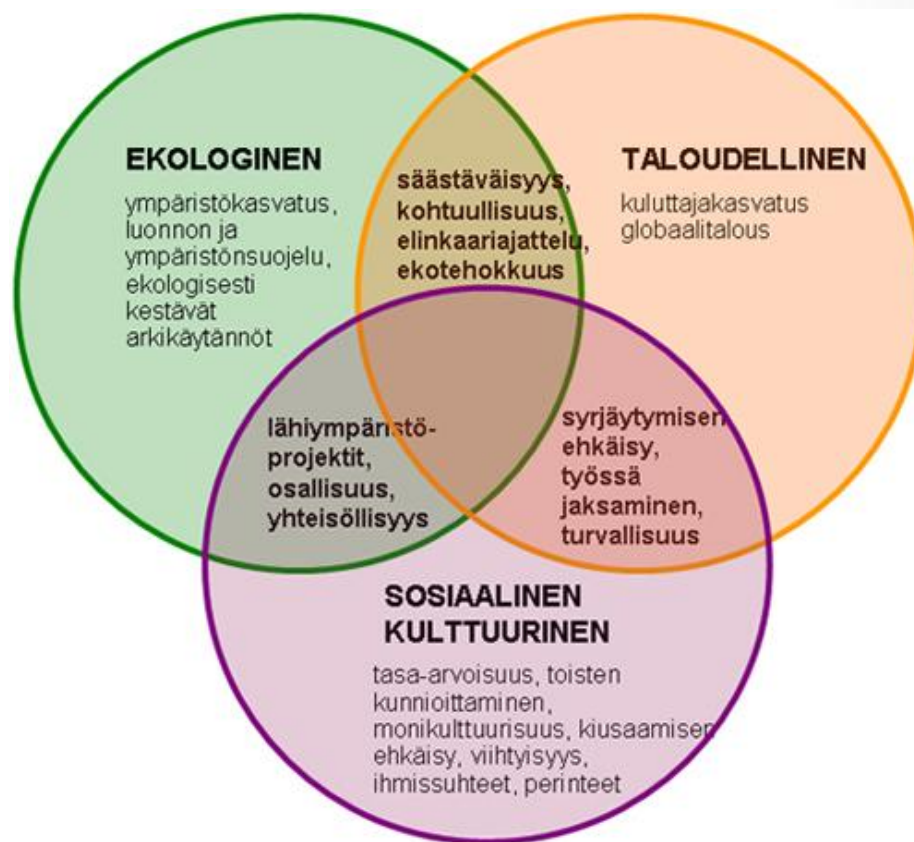 EKOLOGINEN
ympäristökasvatus,
luonnon ja
ympäristönsuojelu,
ekologisesti
kestävät
arkikäytännöt
säästäväisyys,
kohtuullisuus,
elinkaariajattelu,
ekotehokkuus
TALOUDELLINEN
kuluttajakasvatus
globaalitalous
lähiympäristö-
projektit,
osallisuus,
yhteisöllisyys
syrjäytymisen
ehkäisy,
työssä
jaksaminen,
turvallisuus
SOSIAALINEN
KULTTUURINEN
tasa-arvoisuus, toisten
kunnioittaminen,
monikulttuurisuus, kiusaamisen
ehkäisy, viihtyisyys,
ihmissuhteet, perinteet